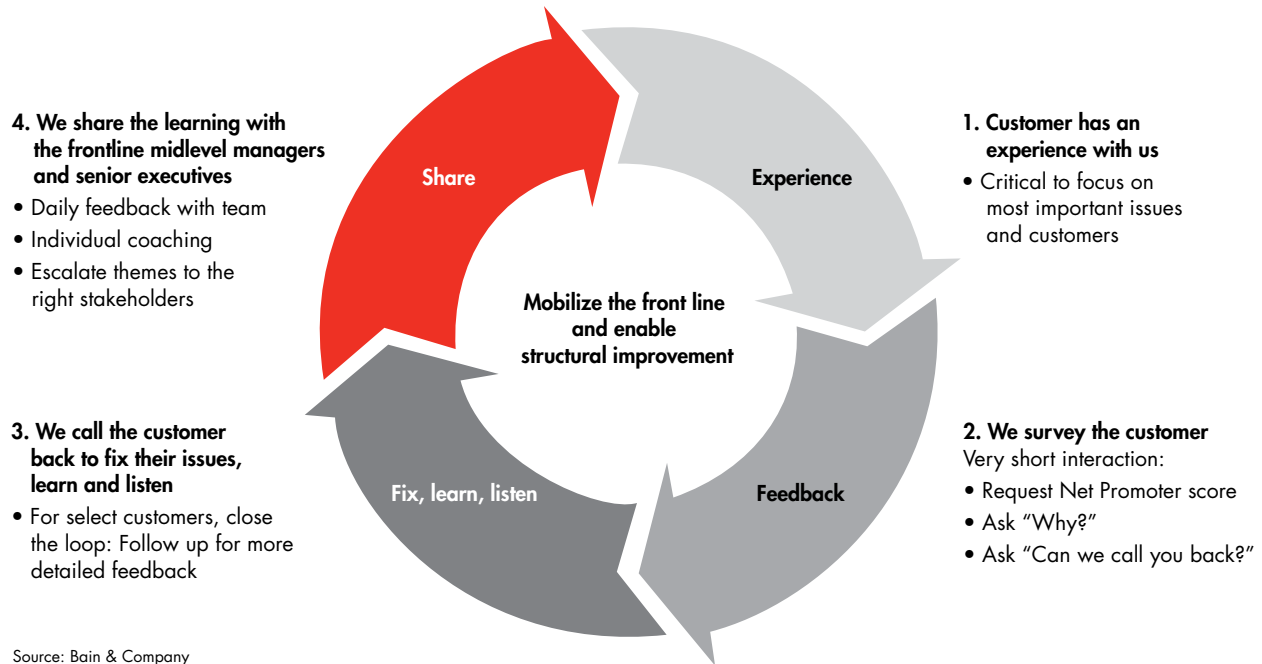 4. We share the learning with
the frontline midlevel managers
and senior executives
• Daily feedback with team
• Individual coaching
• Escalate themes to the
right stakeholders
Share
Experience
1. Customer has an
experience with us
• Critical to focus on
most important issues
and customers
Mobilize the front line
and enable
structural improvement
3. We call the customer
back to fix their issues,
learn and listen
• For select customers, close
the loop: Follow up for more
detailed feedback
Fix, learn, listen
Feedback
2. We survey the customer
Very short interaction:
• Request Net Promoter score
• Ask “Why?”
• Ask “Can we call you back?”
Source: Bain & Company